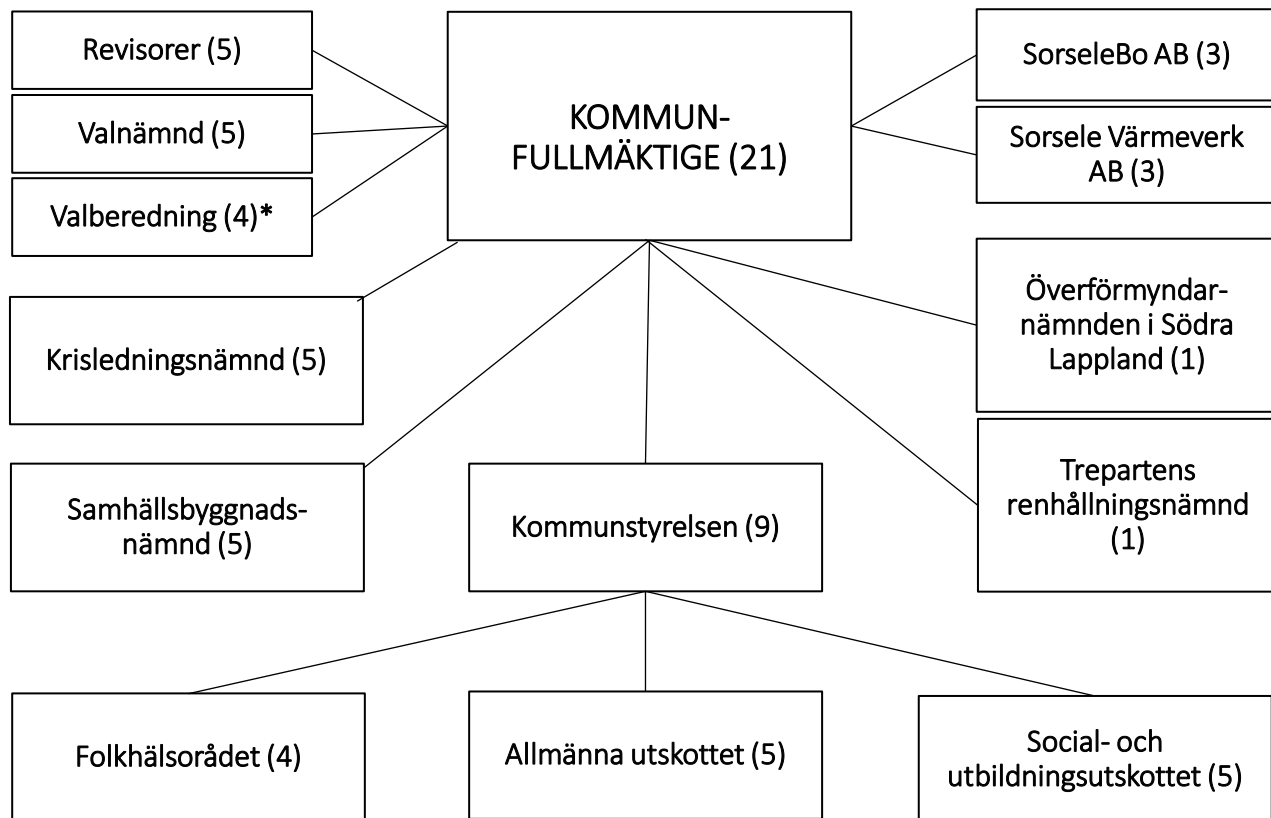 Revisorer (5)
Valnämnd (5)
Valberedning (4)*
KOMMUN-
FULLMÄKTIGE (21)
SorseleBo AB (3)
Sorsele Värmeverk
AB (3)
Krisledningsnämnd (5)
Överförmyndar-
nämnden i Södra
Lappland (1)
Samhällsbyggnads-
nämnd (5)
Kommunstyrelsen (9)
Trepartens
renhållningsnämnd
(1)
Folkhälsorådet (4)
Allmänna utskottet (5)
Social- och
utbildningsutskottet (5)